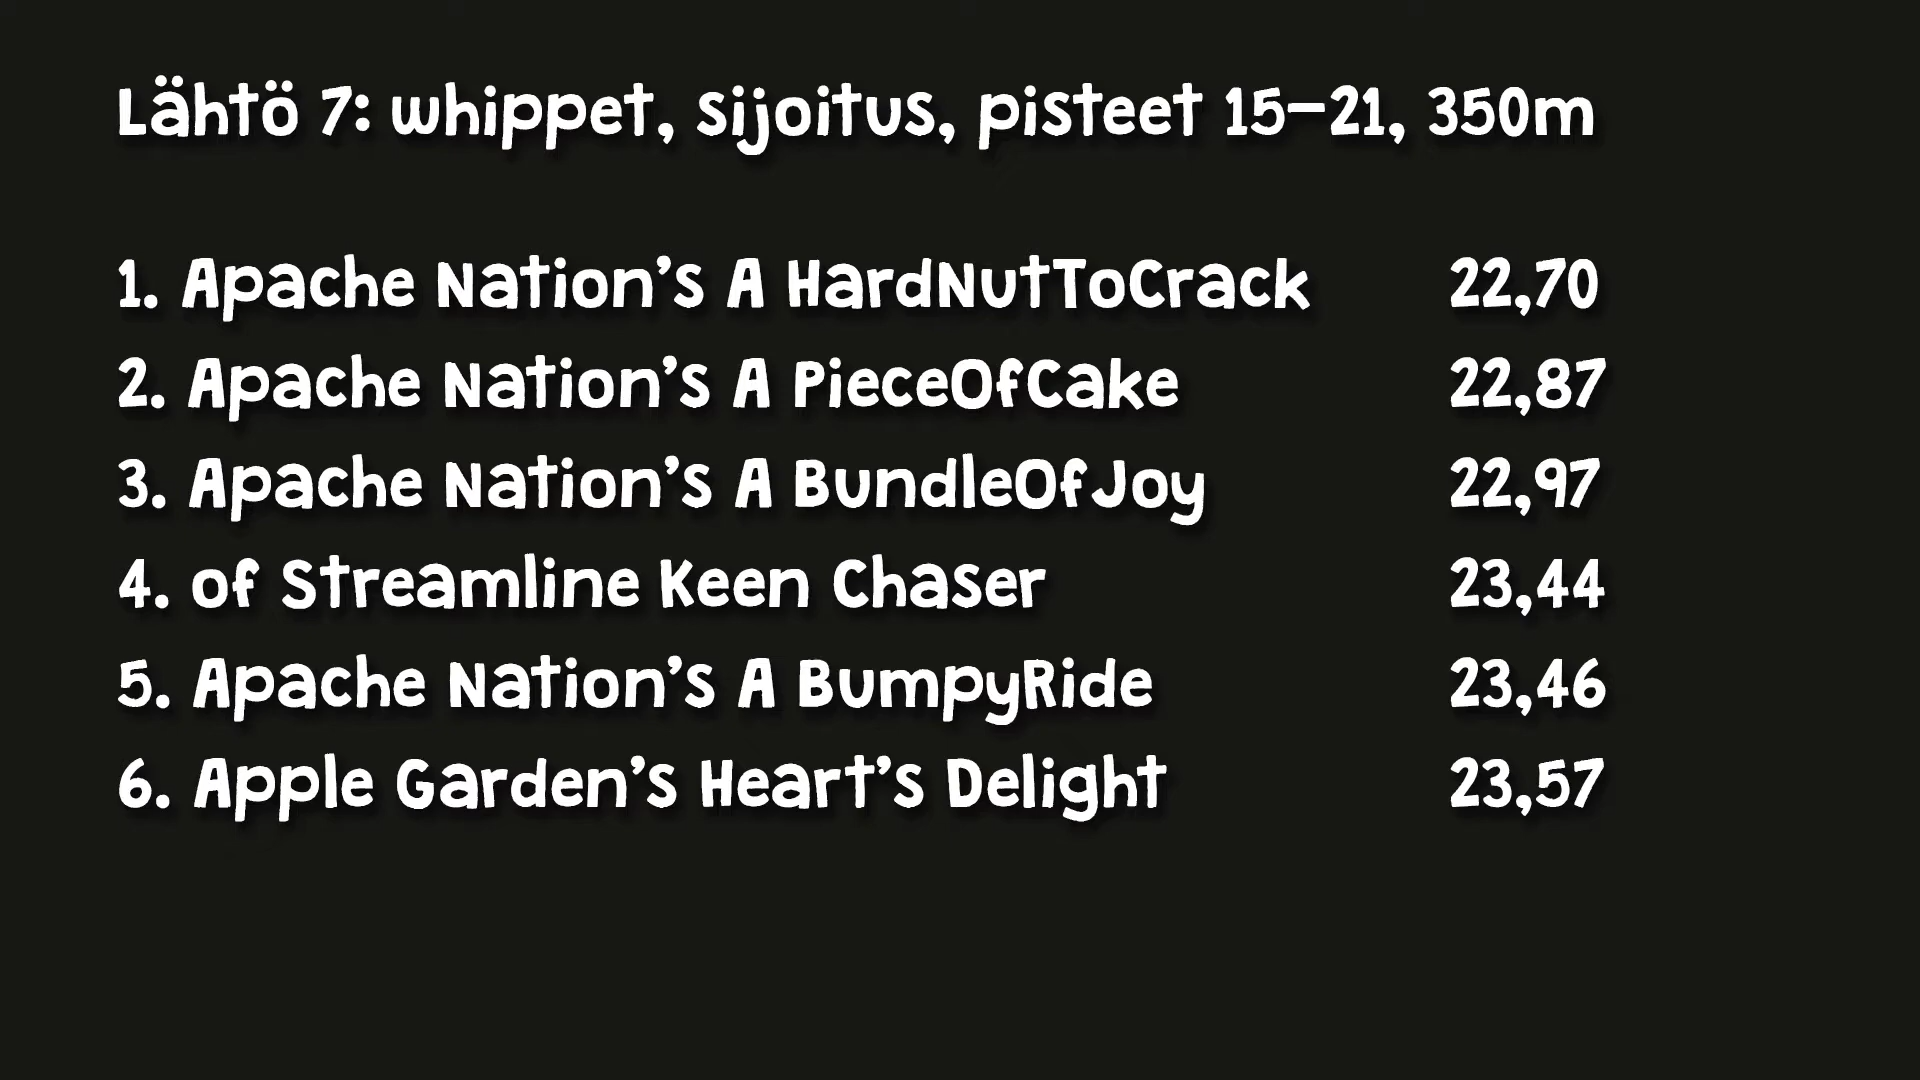 Lähtö 7: whippet, sijoitus, pisteet 15–21, 350m
1. Apache Nation's A HardNutToCrack 22,70
2. Apache Nation's A PieceOfCake 22,87
3. Apache Nation's A BundleOfJoy 22,97
4. of Streamline Keen Chaser 23,44
5. Apache Nation's A BumpyRide 23,46
6. Apple Garden's Heart's Delight 23,57